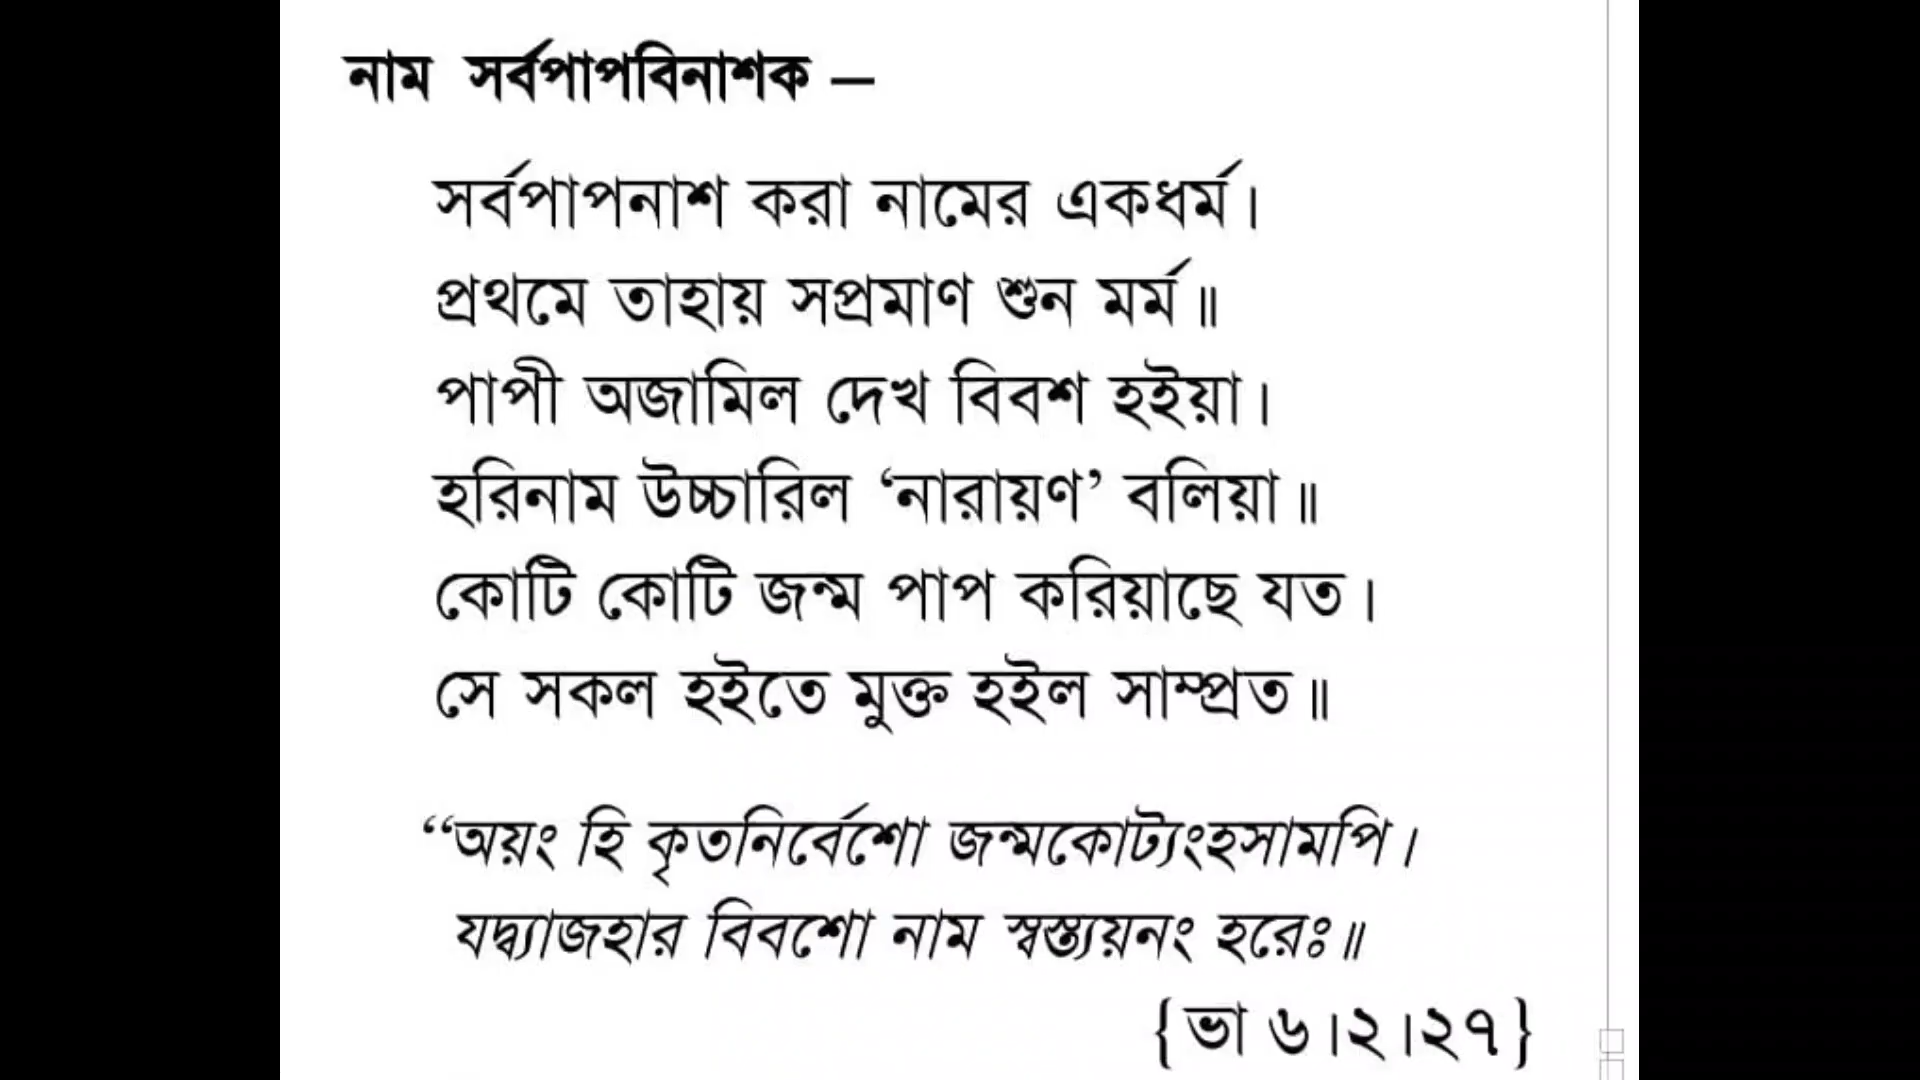 নাম সর্বপাপবিনাশক –
সর্বপাপনাশ করা নামের একধর্ম।
প্রথমে তাহায় সপ্রমাণ শুন মর্ম॥
পাপী অজামিল দেখ বিবশ হইয়া।
হরিনাম উচ্চারিল ‘নারায়ণ’ বলিয়া॥
কোটি কোটি জন্ম পাপ করিয়াছে যত।
সে সকল হইতে মুক্ত হইল সাম্প্রত॥
“অয়ং হি কৃতনির্বেশো জন্মকোট্যংহসামপি।
যদ্ব্যাজহার বিবশো নাম স্বস্ত্যয়নং হরেঃ॥
{ভা ৬।২।২৭}